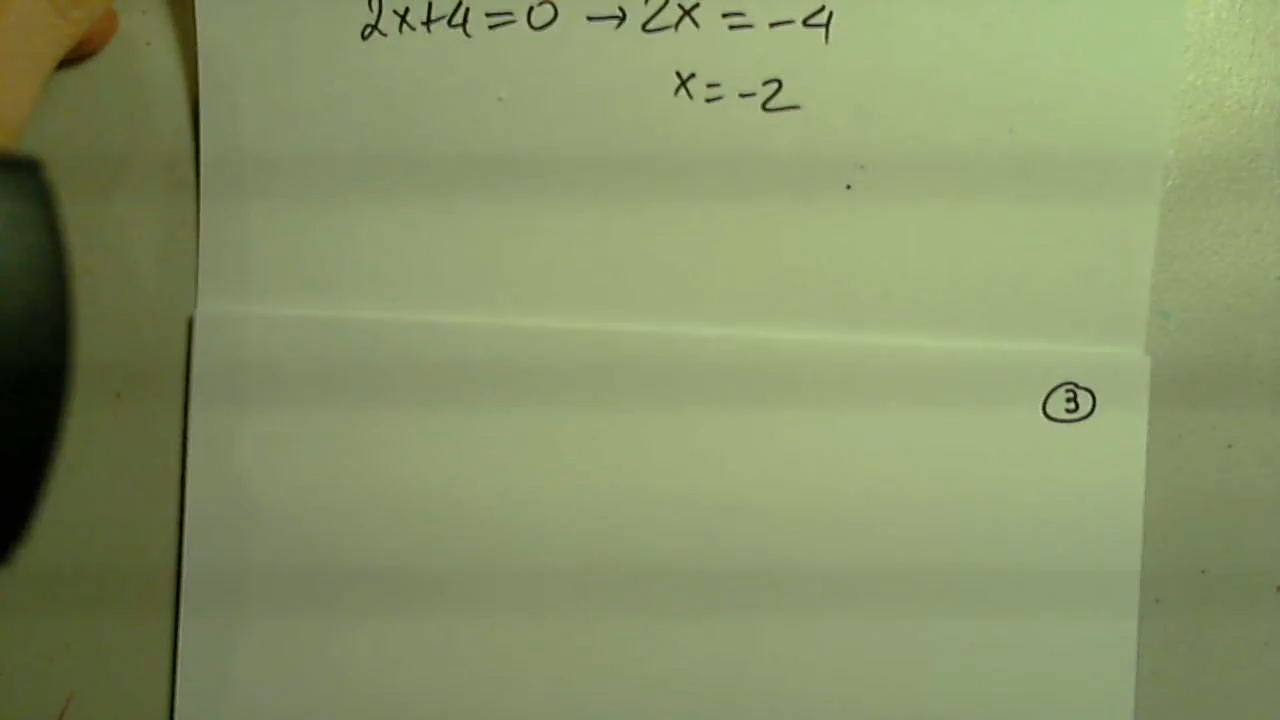 2x+4=0 → 2x = -4
x = -2
3